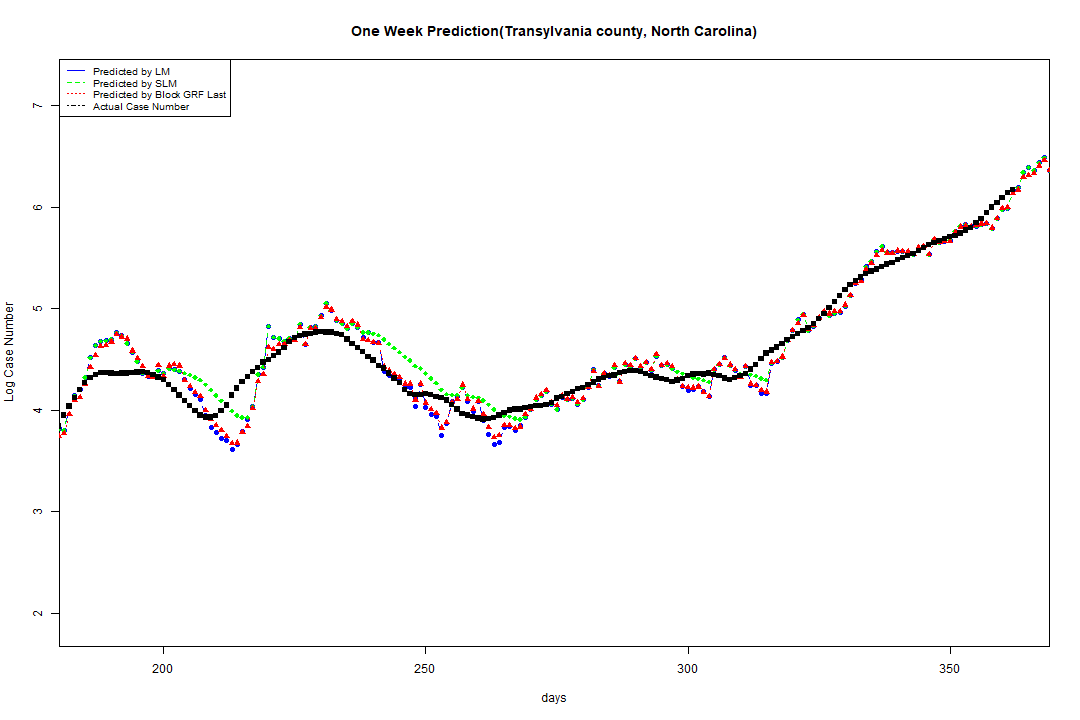 One Week Prediction(Transylvania county, North Carolina)
Predicted by LM
Predicted by SLM
Predicted by Block GRF Last
Actual Case Number
7
6
5
4
3
2
Log Case Number
200 250 300 350
days